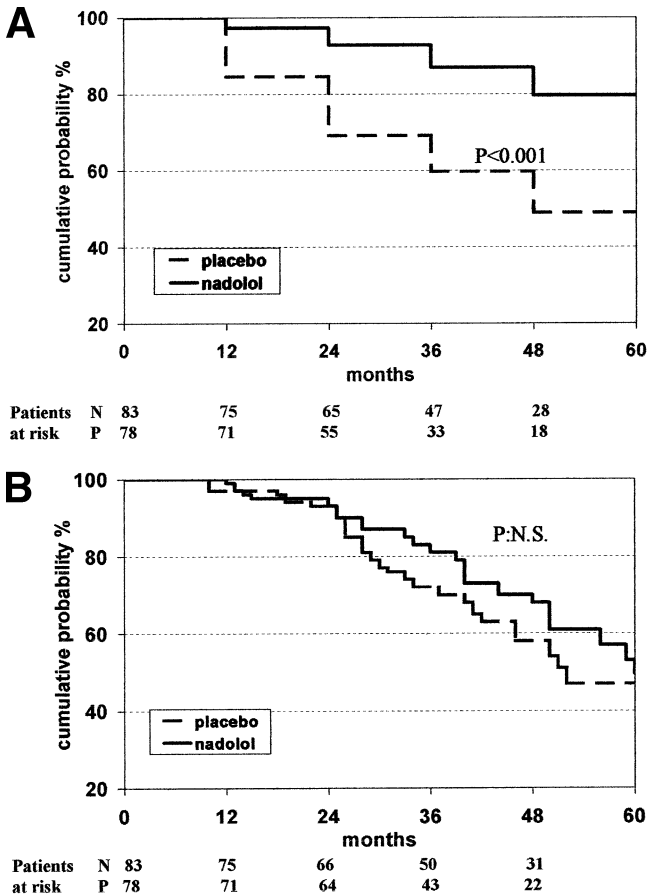 A
100
80
60
40
20
cumulative probability %
P<0.001
placebo
nadolol
0 12 24 36 48 60
months
Patients N 83 75 65 47 28
at risk P 78 71 55 33 18
B
100
80
60
40
20
cumulative probability %
P:N.S.
placebo
nadolol
0 12 24 36 48 60
months
Patients N 83 75 66 50 31
at risk P 78 71 64 43 22